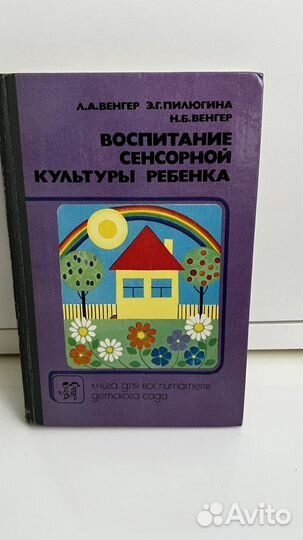 Л.А.ВЕНГЕР Э.Г.ПИЛЮГИНА
Н.Б.ВЕНГЕР
ВОСПИТАНИЕ
СЕНСОРНОЙ
КУЛЬТУРЫ РЕБЕНКА
книга для воспитателя
детского сада
Avito